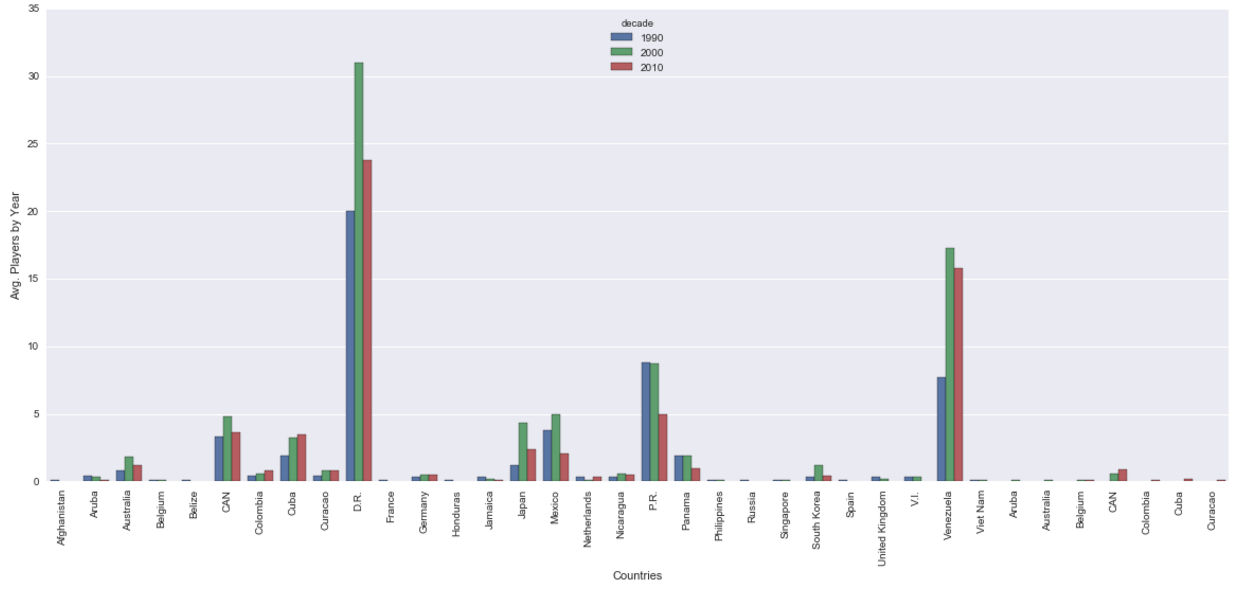 35
30
25
20
15
10
5
0
Avg. Players by Year
decade
1990
2000
2010
Afghanistan
Aruba
Australia
Belgium
Belize
CAN
Colombia
Cuba
Curacao
D.R.
France
Germany
Honduras
Jamaica
Japan
Mexico
Netherlands
Nicaragua
P.R.
Panama
Philippines
Russia
Singapore
South Korea
Spain
United Kingdom
V.I.
Venezuela
Viet Nam
Aruba
Australia
Belgium
CAN
Colombia
Cuba
Curacao
Countries